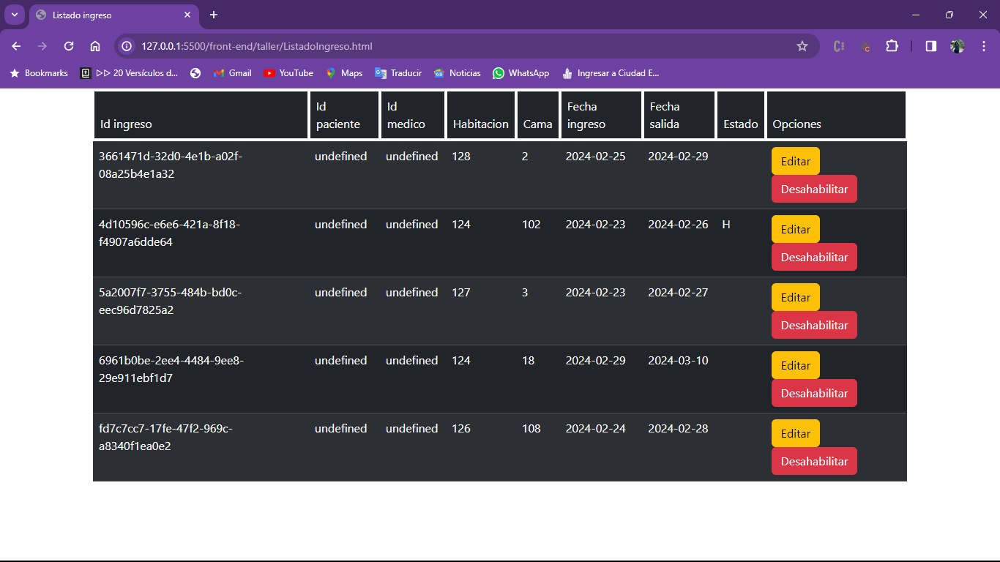 Listado ingreso
127.0.0.1:5500/front-end/taller/ListadoIngreso.html
Bookmarks ▷▷ 20 Versículos d... Gmail YouTube Maps Traducir Noticias WhatsApp Ingresar a Ciudad E...
Id ingreso Id paciente Id medico Habitacion Cama Fecha ingreso Fecha salida Estado Opciones
3661471d-32d0-4e1b-a02f- undefined undefined 128 2 2024-02-25 2024-02-29 Editar
08a25b4e1a32 Desahabilitar
4d10596c-e6e6-421a-8f18- undefined undefined 124 102 2024-02-23 2024-02-26 H Editar
f4907a6dde64 Desahabilitar
5a2007f7-3755-484b-bd0c- undefined undefined 127 3 2024-02-23 2024-02-27 Editar
eec96d7825a2 Desahabilitar
6961b0be-2ee4-4484-9ee8- undefined undefined 124 18 2024-02-29 2024-03-10 Editar
29e911ebf1d7 Desahabilitar
fd7c7cc7-17fe-47f2-969c- undefined undefined 126 108 2024-02-24 2024-02-28 Editar
a8340f1ea0e2 Desahabilitar